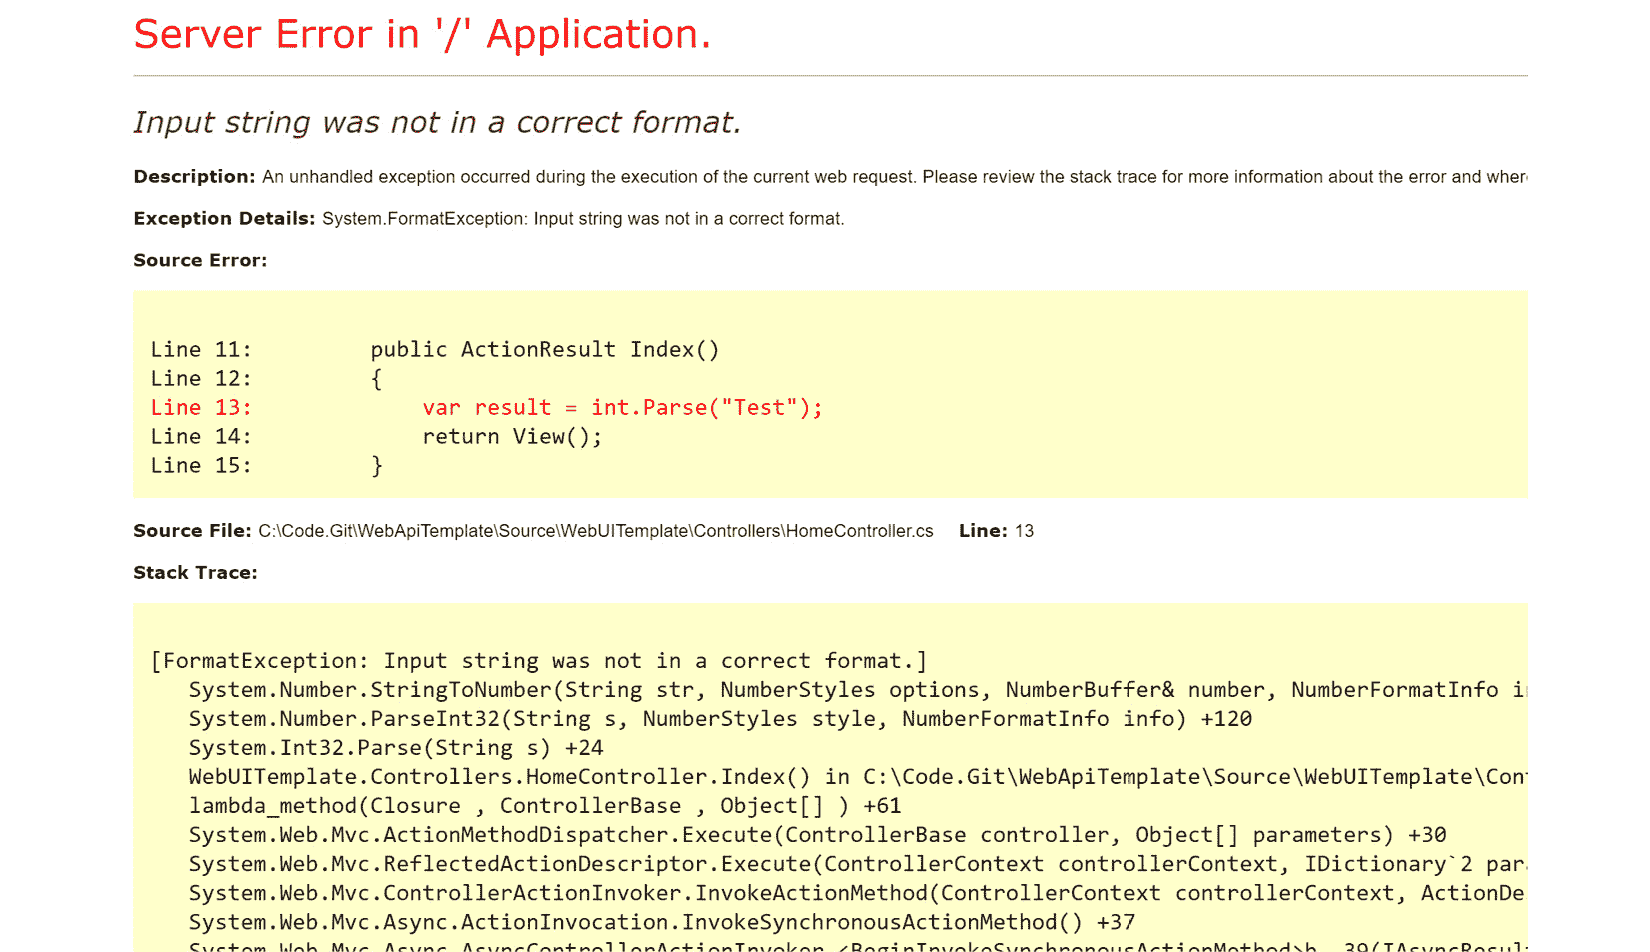 Server Error in '/' Application.
Input string was not in a correct format.
Description: An unhandled exception occurred during the execution of the current web request. Please review the stack trace for more information about the error and where
Exception Details: System.FormatException: Input string was not in a correct format.
Source Error:
Line 11:         public ActionResult Index()
Line 12:         {
Line 13:             var result = int.Parse("Test");
Line 14:             return View();
Line 15:         }
Source File: C:\Code.Git\WebApiTemplate\Source\WebUITemplate\Controllers\HomeController.cs    Line: 13
Stack Trace:
[FormatException: Input string was not in a correct format.]
   System.Number.StringToNumber(String str, NumberStyles options, NumberBuffer& number, NumberFormatInfo
   System.Number.ParseInt32(String s, NumberStyles style, NumberFormatInfo info) +120
   System.Int32.Parse(String s) +24
   WebUITemplate.Controllers.HomeController.Index() in C:\Code.Git\WebApiTemplate\Source\WebUITemplate\Con
   lambda_method(Closure , ControllerBase , Object[] ) +61
   System.Web.Mvc.ActionMethodDispatcher.Execute(ControllerBase controller, Object[] parameters) +30
   System.Web.Mvc.ReflectedActionDescriptor.Execute(ControllerContext controllerContext, IDictionary`2 par
   System.Web.Mvc.ControllerActionInvoker.InvokeActionMethod(ControllerContext controllerContext, ActionDe
   System.Web.Mvc.Async.ActionInvocation.InvokeSynchronousActionMethod() +37